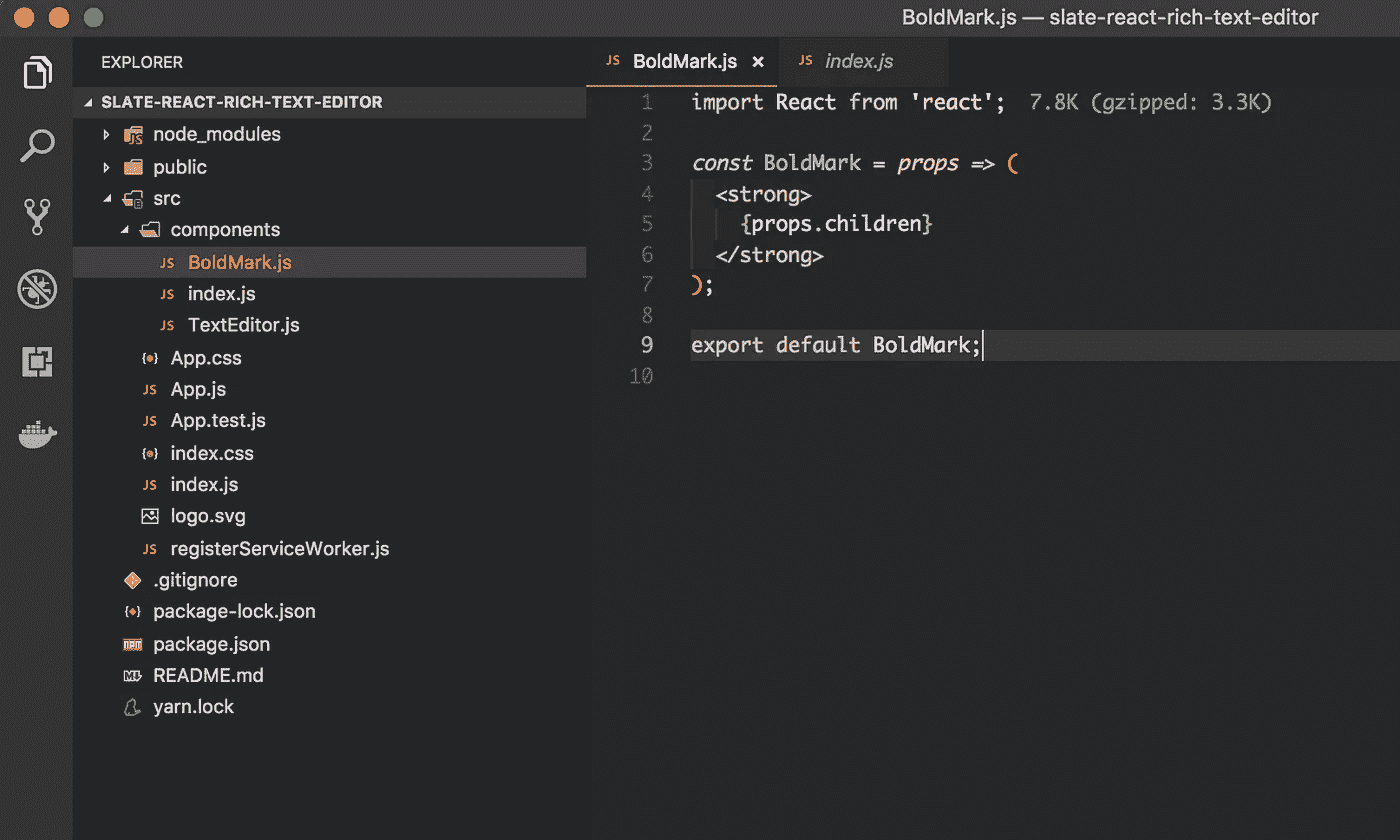 BoldMark.js — slate-react-rich-text-editor
EXPLORER
SLATE-REACT-RICH-TEXT-EDITOR
node_modules
public
src
components
JS BoldMark.js
JS index.js
JS TextEditor.js
App.css
JS App.js
JS App.test.js
index.css
JS index.js
logo.svg
JS registerServiceWorker.js
.gitignore
package-lock.json
npm package.json
README.md
yarn.lock
JS BoldMark.js × JS index.js
1 import React from 'react'; 7.8K (gzipped: 3.3K)
2
3 const BoldMark = props => (
4 <strong>
5 {props.children}
6 </strong>
7 );
8
9 export default BoldMark;
10